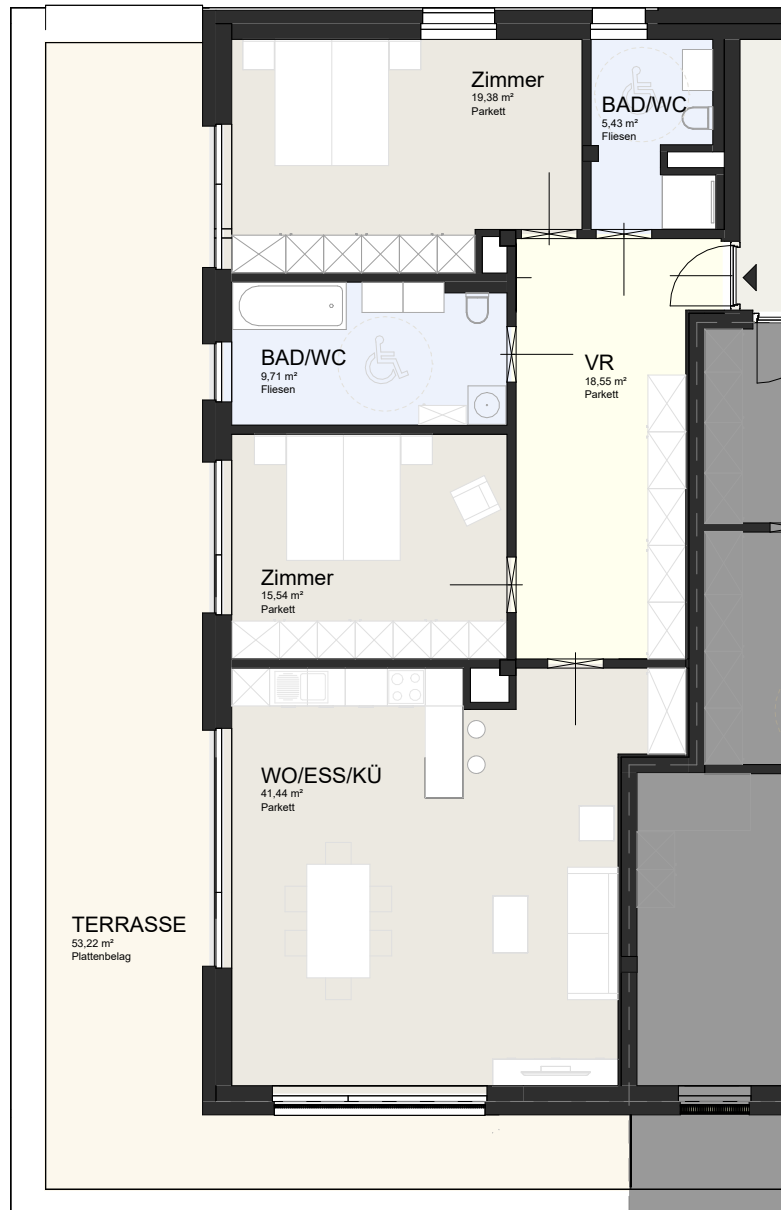 Zimmer
19,38 m²
Parkett
BAD/WC
5,43 m²
Fliesen
BAD/WC
9,71 m²
Fliesen
VR
18,55 m²
Parkett
Zimmer
15,54 m²
Parkett
WO/ESS/KÜ
41,44 m²
Parkett
TERRASSE
53,22 m²
Plattenbelag